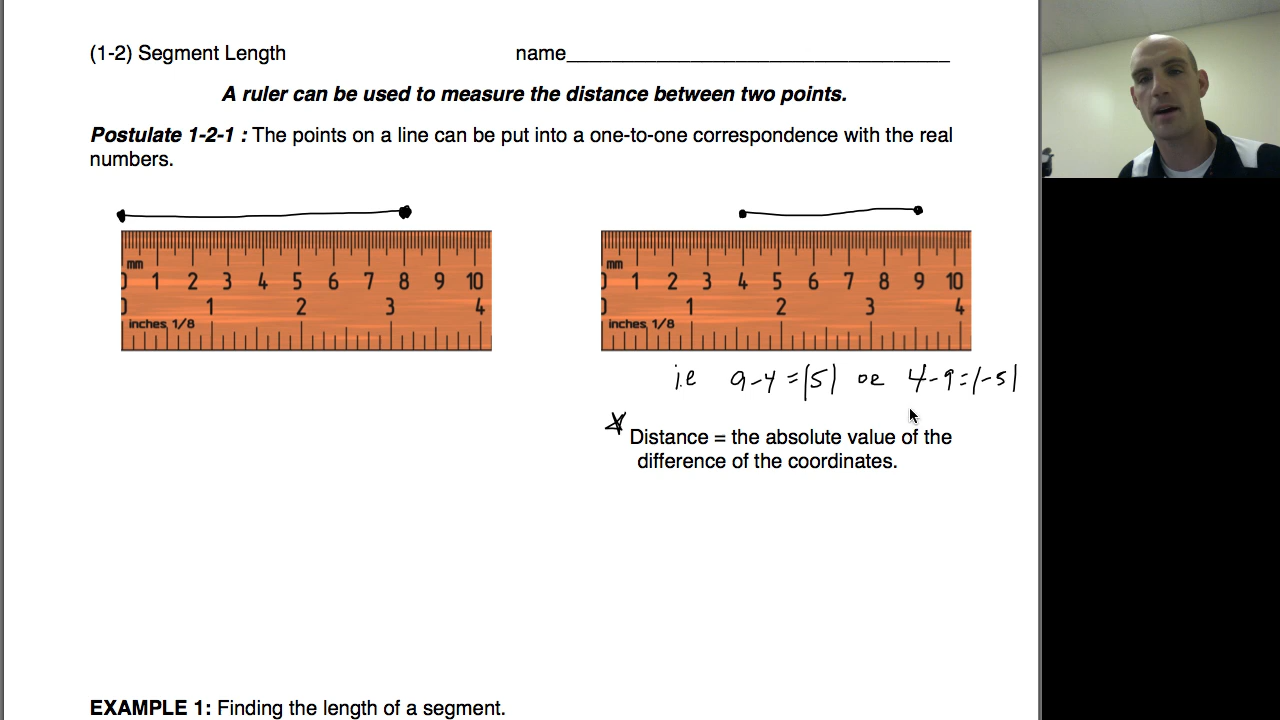 (1-2) Segment Length name__________________________________
A ruler can be used to measure the distance between two points.
Postulate 1-2-1 : The points on a line can be put into a one-to-one correspondence with the real
numbers.
mm
0 1 2 3 4 5 6 7 8 9 10
0 1 2 3 4
inches 1/8
mm
0 1 2 3 4 5 6 7 8 9 10
0 1 2 3 4
inches 1/8
i.e 9-4=|5| or 4-9=|-5|
Distance = the absolute value of the
difference of the coordinates.
EXAMPLE 1: Finding the length of a segment.